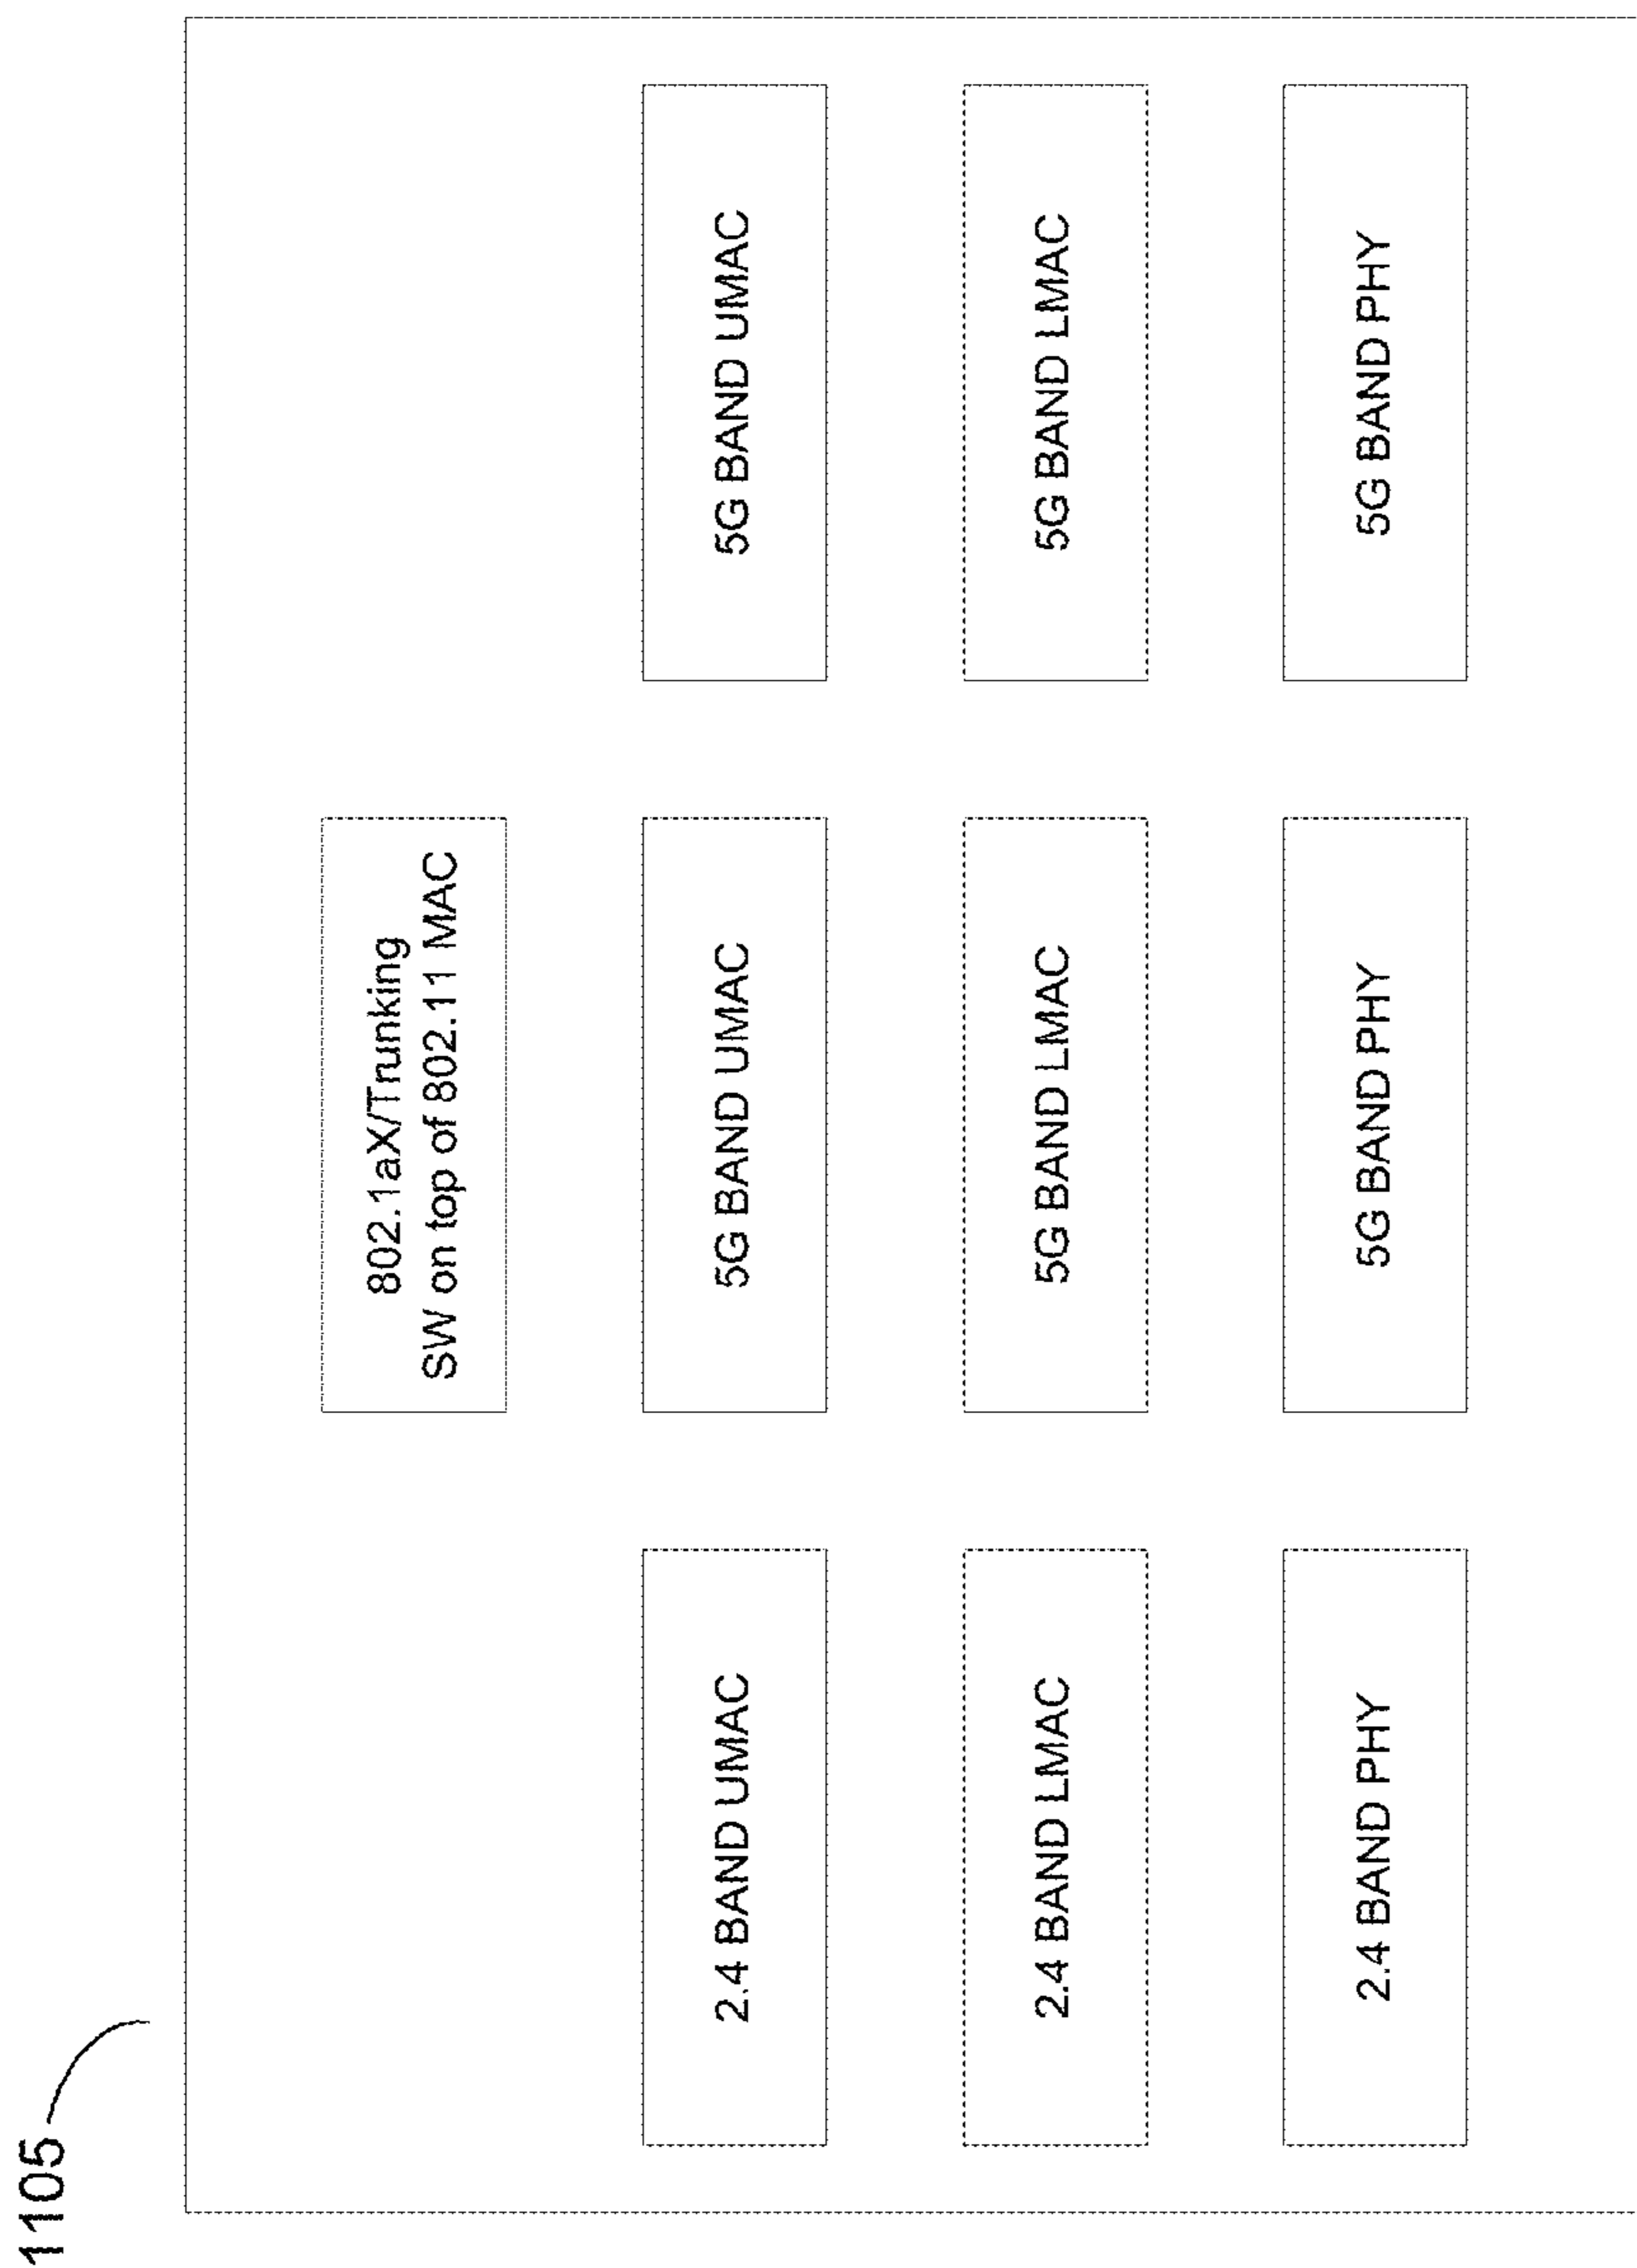 1105
802.1aX/Trunking
SW on top of 802.11 MAC
2.4 BAND UMAC
5G BAND UMAC
5G BAND UMAC
2.4 BAND LMAC
5G BAND LMAC
5G BAND LMAC
2.4 BAND PHY
5G BAND PHY
5G BAND PHY